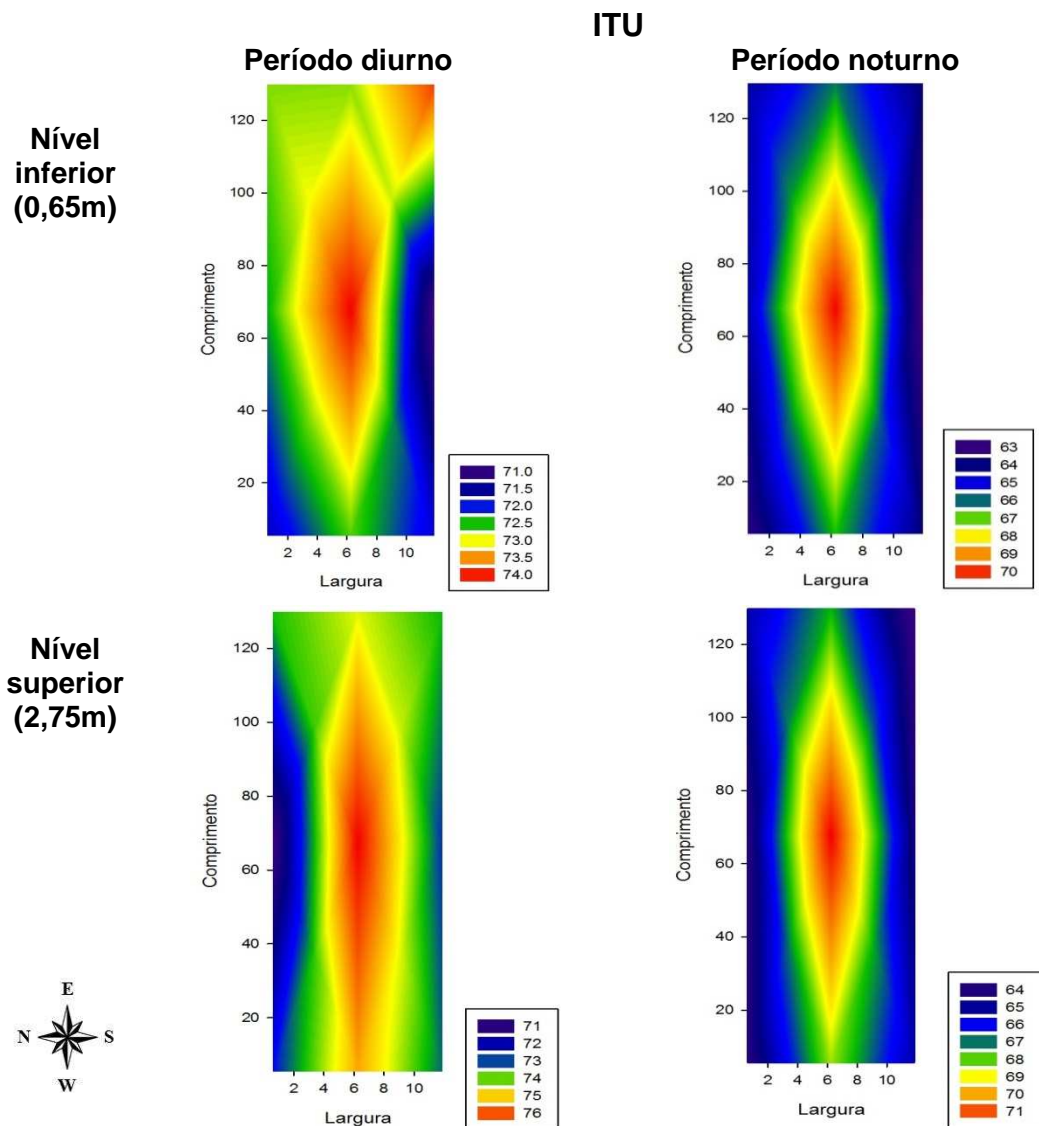 ITU
Período diurno
Período noturno
Nível
inferior
(0,65m)
120
100
80
60
40
20
Comprimento
2 4 6 8 10
Largura
71.0
71.5
72.0
72.5
73.0
73.5
74.0
120
100
80
60
40
20
Comprimento
2 4 6 8 10
Largura
63
64
65
66
67
68
69
70
Nível
superior
(2,75m)
120
100
80
60
40
20
Comprimento
2 4 6 8 10
Largura
71
72
73
74
75
76
120
100
80
60
40
20
Comprimento
2 4 6 8 10
Largura
64
65
66
67
68
69
70
71
E
N S
W